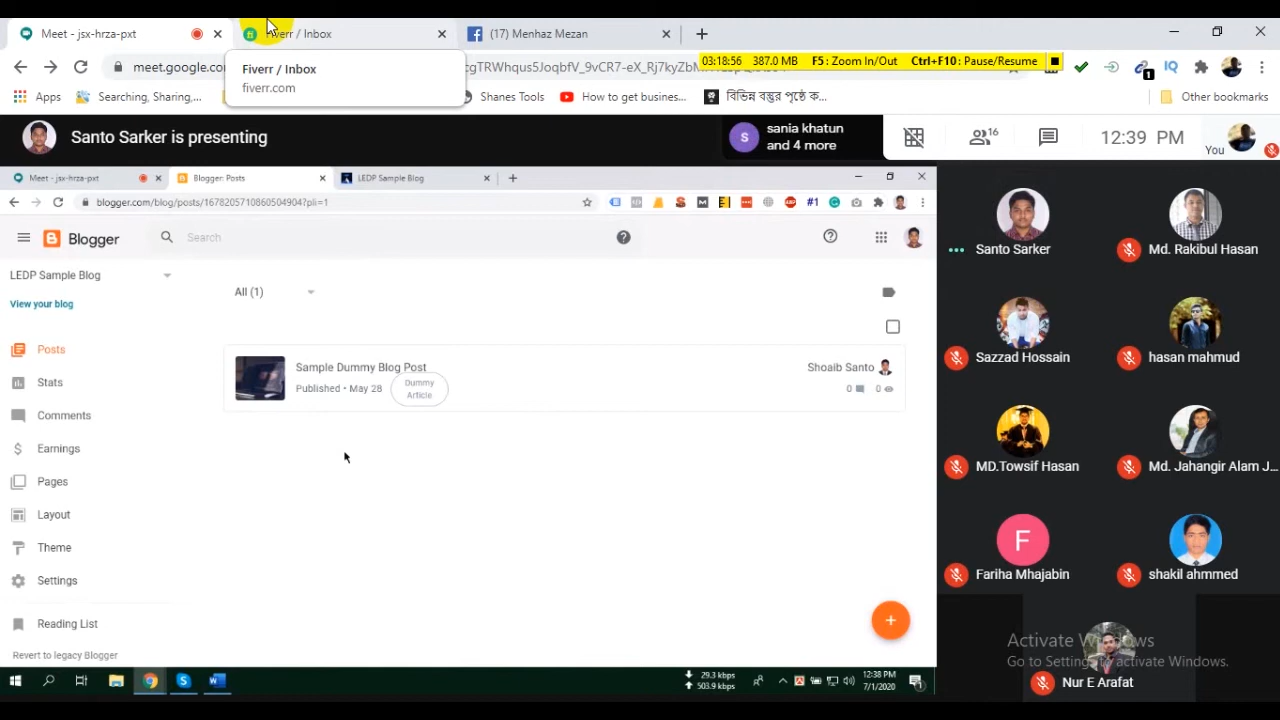 Meet - jsx-hrza-pxt
Fiverr / Inbox
(17) Menhaz Mezan
Fiverr / Inbox
fiverr.com
meet.google.co
cgTRWhqus5JoqbfV_9vCR7-eX_Rj7kyZbM
03:18:56 387.0 MB F5: Zoom In/Out Ctrl+F10: Pause/Resume
1
Apps
Searching, Sharing,...
Shanes Tools
How to get busines...
বিভিন্ন বস্তুর পৃষ্ঠে ক...
Other bookmarks
Santo Sarker is presenting
S
sania khatun
and 4 more
16
12:39 PM
You
Meet - jsx-hrza-pxt
Blogger: Posts
LEDP Sample Blog
blogger.com/blog/posts/1678205710860504904?pli=1
#1
Blogger
Search
LEDP Sample Blog
View your blog
All (1)
Posts
Stats
Comments
Earnings
Pages
Layout
Theme
Settings
Reading List
Revert to legacy Blogger
Sample Dummy Blog Post
Published • May 28
Dummy
Article
Shoaib Santo
0 0
+
Santo Sarker
Md. Rakibul Hasan
Sazzad Hossain
hasan mahmud
MD.Towsif Hasan
Md. Jahangir Alam J...
F
Fariha Mhajabin
shakil ahmmed
Nur E Arafat
Activate Windows
Go to Settings to activate Windows.
29.3 kbps
503.9 kbps
12:38 PM
7/1/2020